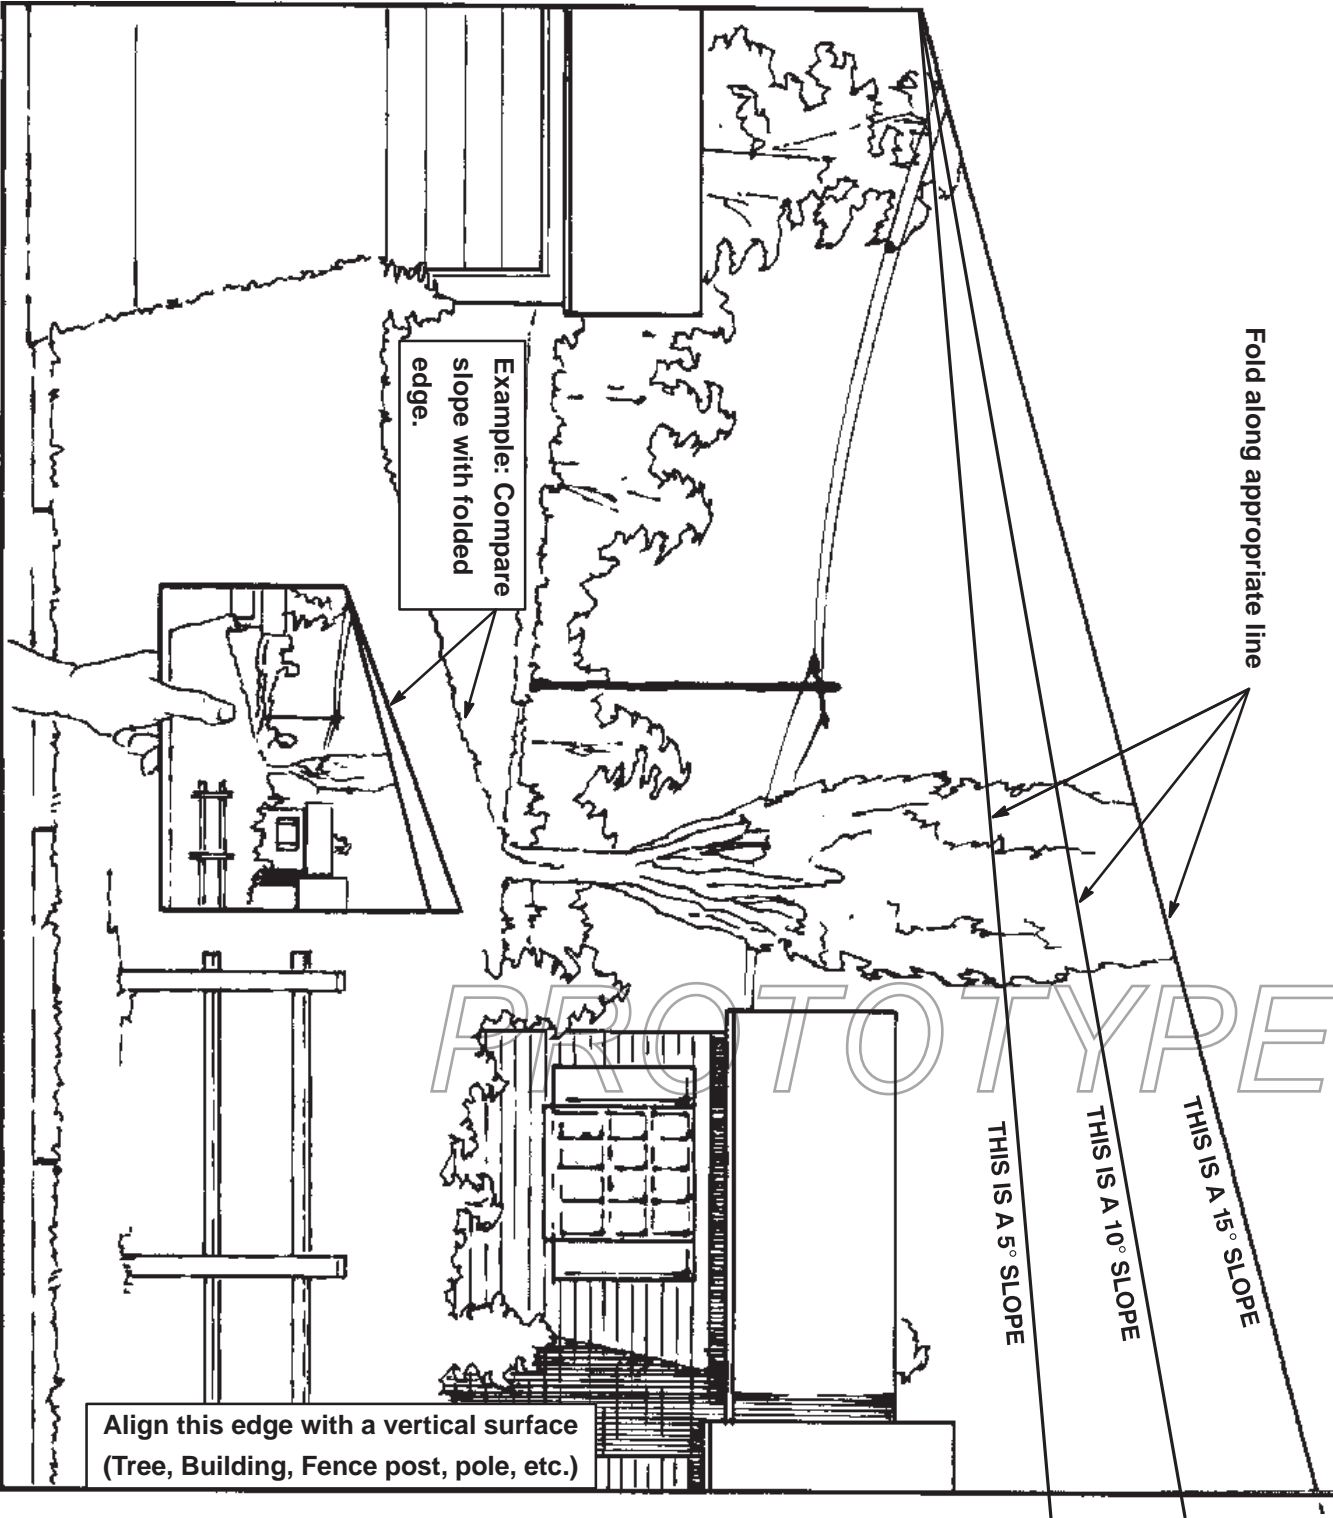 Fold along appropriate line
THIS IS A 15° SLOPE
THIS IS A 10° SLOPE
THIS IS A 5° SLOPE
PROTOTYPE
Example: Compare
slope with folded
edge.
Align this edge with a vertical surface
(Tree, Building, Fence post, pole, etc.)